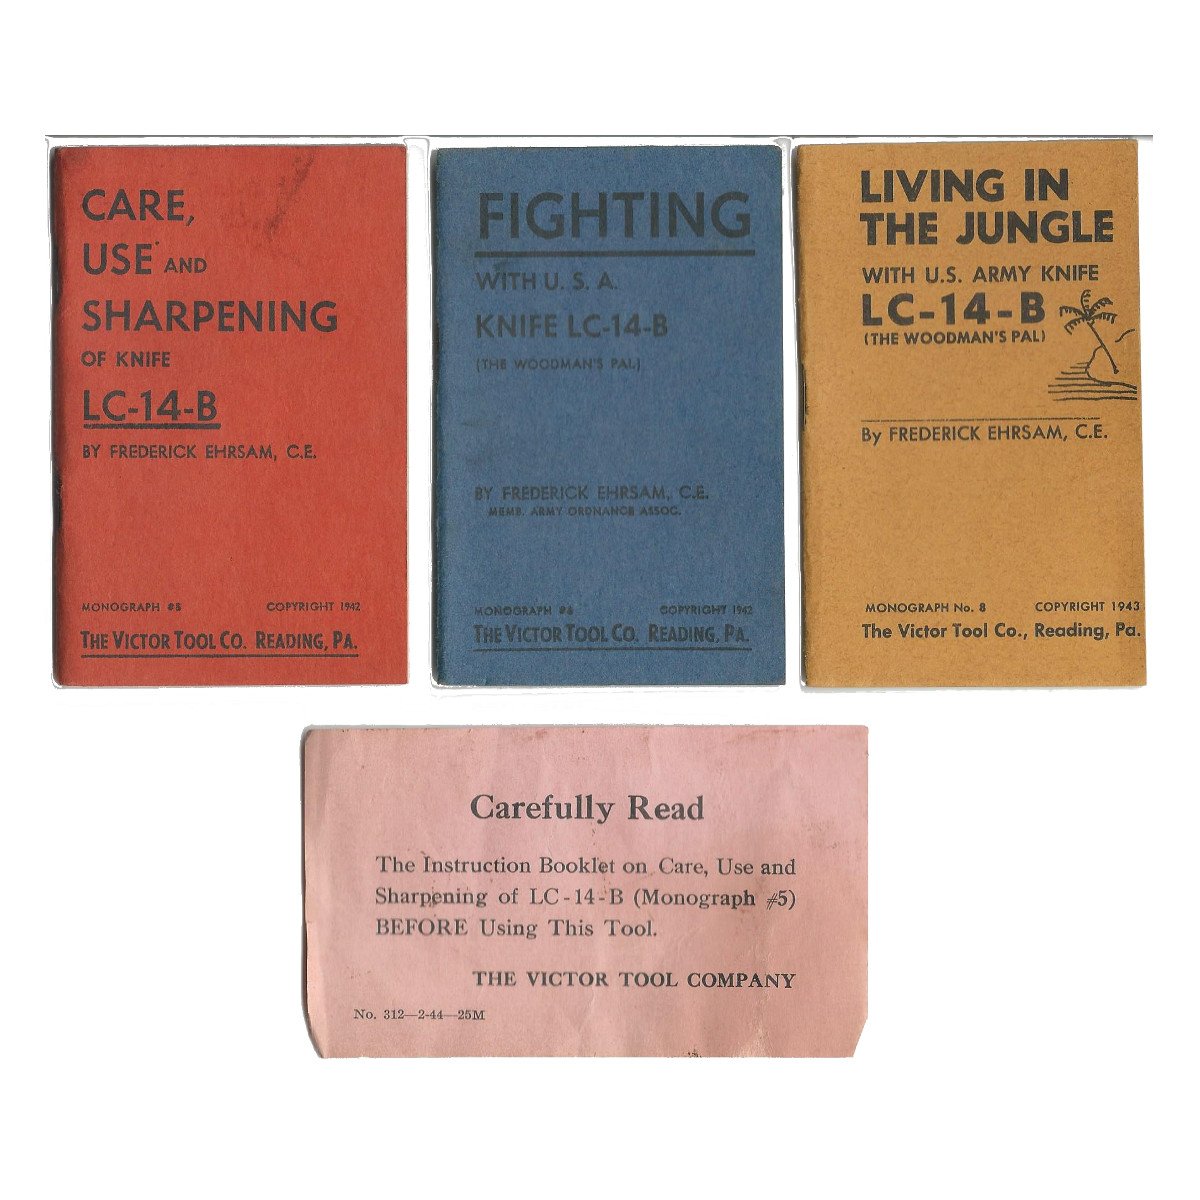 CARE,
USE AND
SHARPENING
OF KNIFE
LC-14-B
BY FREDERICK EHRSAM, C.E.
MONOGRAPH #5
COPYRIGHT 1942
THE VICTOR TOOL CO. READING, PA.
FIGHTING
WITH U. S. A.
KNIFE LC-14-B
(THE WOODMAN'S PAL)
BY FREDERICK EHRSAM, C.E.
MEMB. ARMY ORDNANCE ASSOC.
MONOGRAPH
COPYRIGHT 1942
THE VICTOR TOOL CO. READING, PA.
LIVING IN
THE JUNGLE
WITH U.S. ARMY KNIFE
LC-14-B
(THE WOODMAN'S PAL)
By FREDERICK EHRSAM, C.E.
MONOGRAPH No. 8
COPYRIGHT 1943
The Victor Tool Co., Reading, Pa.
Carefully Read
The Instruction Booklet on Care, Use and
Sharpening of LC-14-B (Monograph #5)
BEFORE Using This Tool.
THE VICTOR TOOL COMPANY
No. 312—2-44—25M